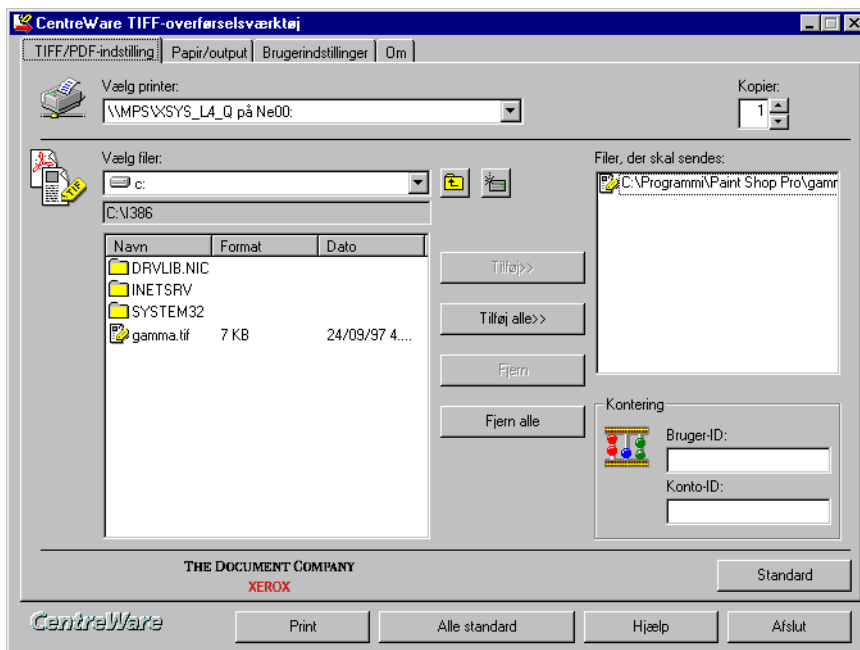 CentreWare TIFF-overførselsværktøj
TIFF/PDF-indstilling Papir/output Brugerindstillinger Om
Vælg printer:
Kopier:
\\MPS\XSYS_L4_Q på Ne00:
1
Vælg filer:
Filer, der skal sendes:
c:
C:\Programmi\Paint Shop Pro\gamm
C:\I386
Navn Format Dato
DRVLIB.NIC
INETSRV
SYSTEM32
gamma.tif 7 KB 24/09/97 4....
Tilføj>>
Tilføj alle>>
Fjern
Fjern alle
Kontering
Bruger-ID:
Konto-ID:
THE DOCUMENT COMPANY
XEROX
Standard
CentreWare
Print
Alle standard
Hjælp
Afslut
TIF